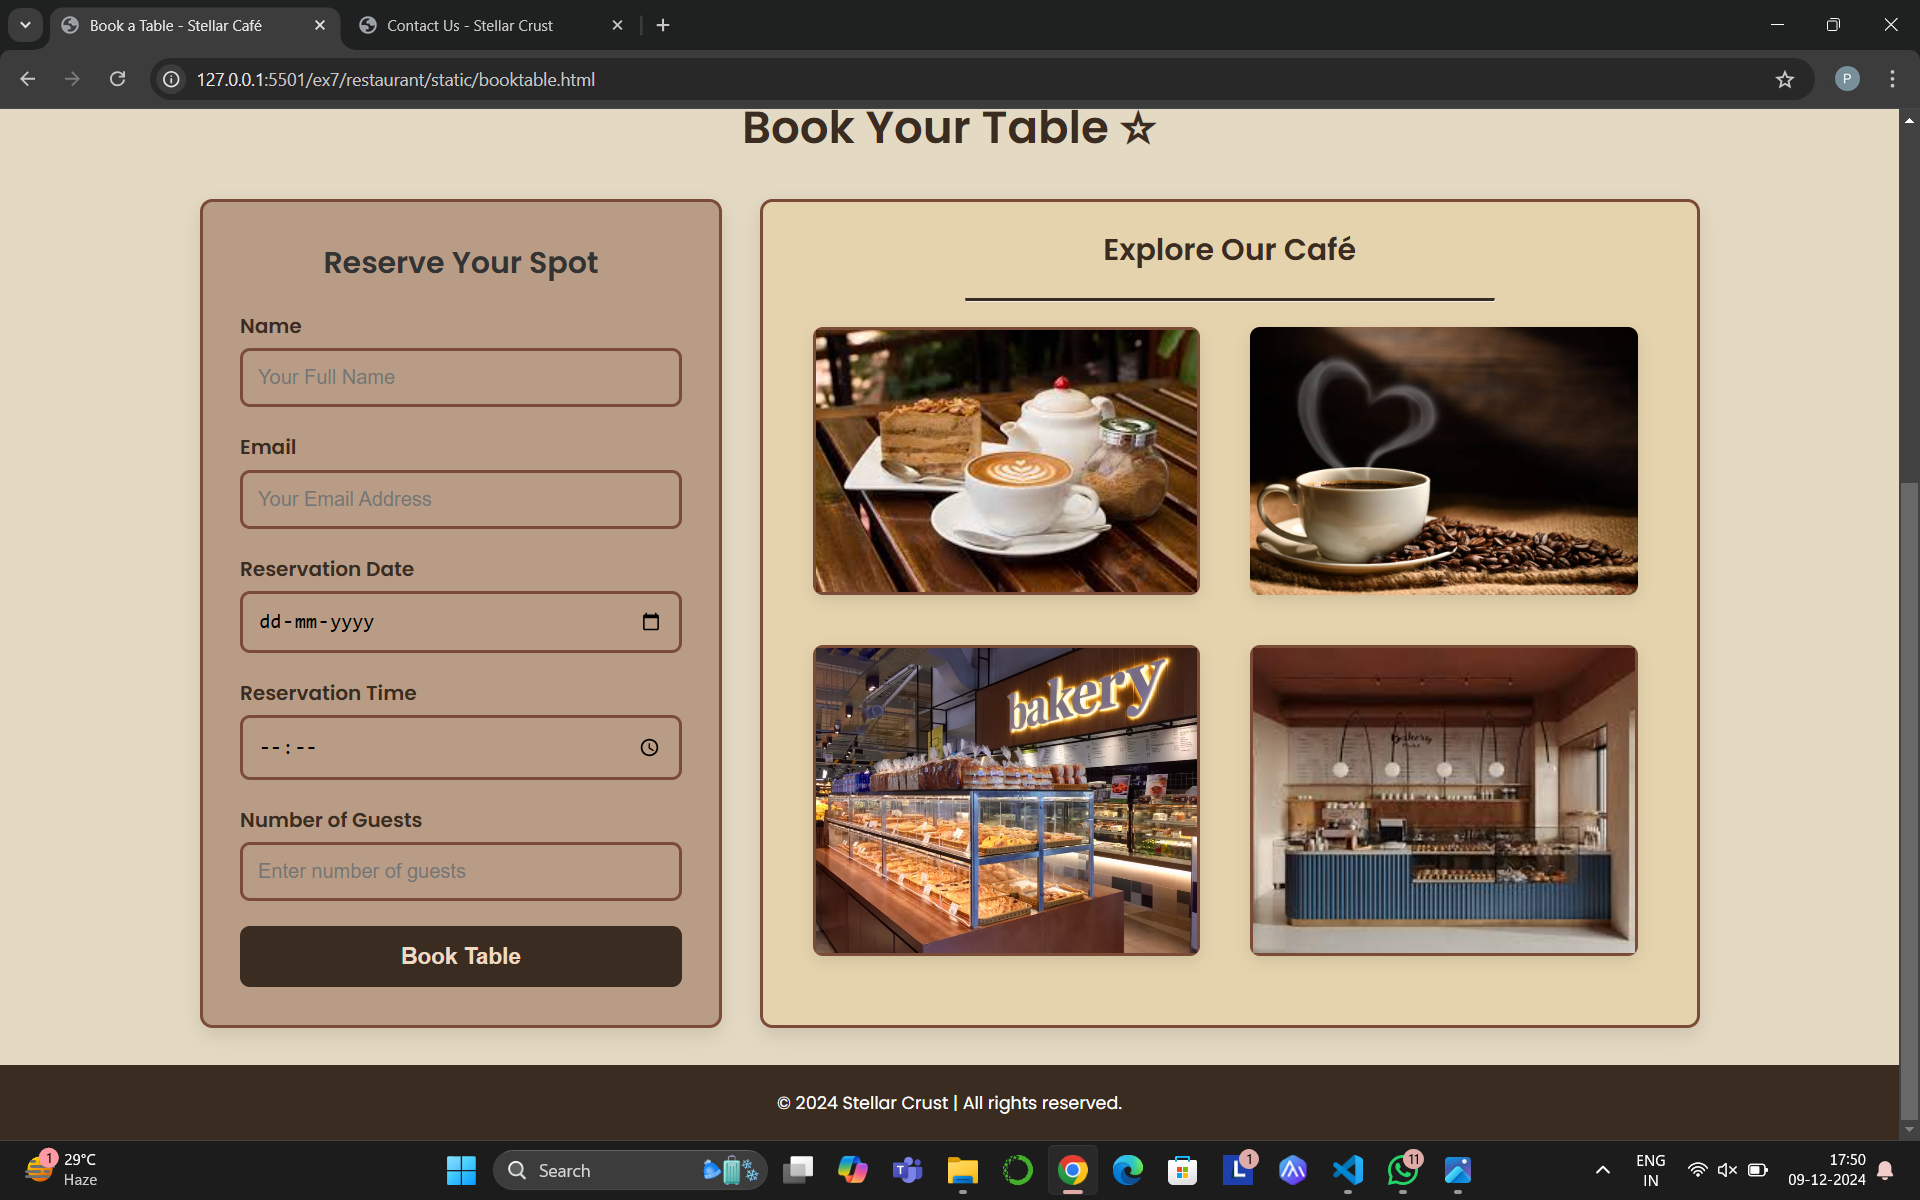 Book a Table - Stellar Café
Contact Us - Stellar Crust
127.0.0.1:5501/ex7/restaurant/static/booktable.html
P
Book Your Table ☆
Reserve Your Spot
Name
Your Full Name
Email
Your Email Address
Reservation Date
dd-mm-yyyy
Reservation Time
--:--
Number of Guests
Enter number of guests
Book Table
Explore Our Café
bakery
Bakery
© 2024 Stellar Crust | All rights reserved.
1
29°C
Haze
Search
L
1
11
ENG
IN
17:50
09-12-2024